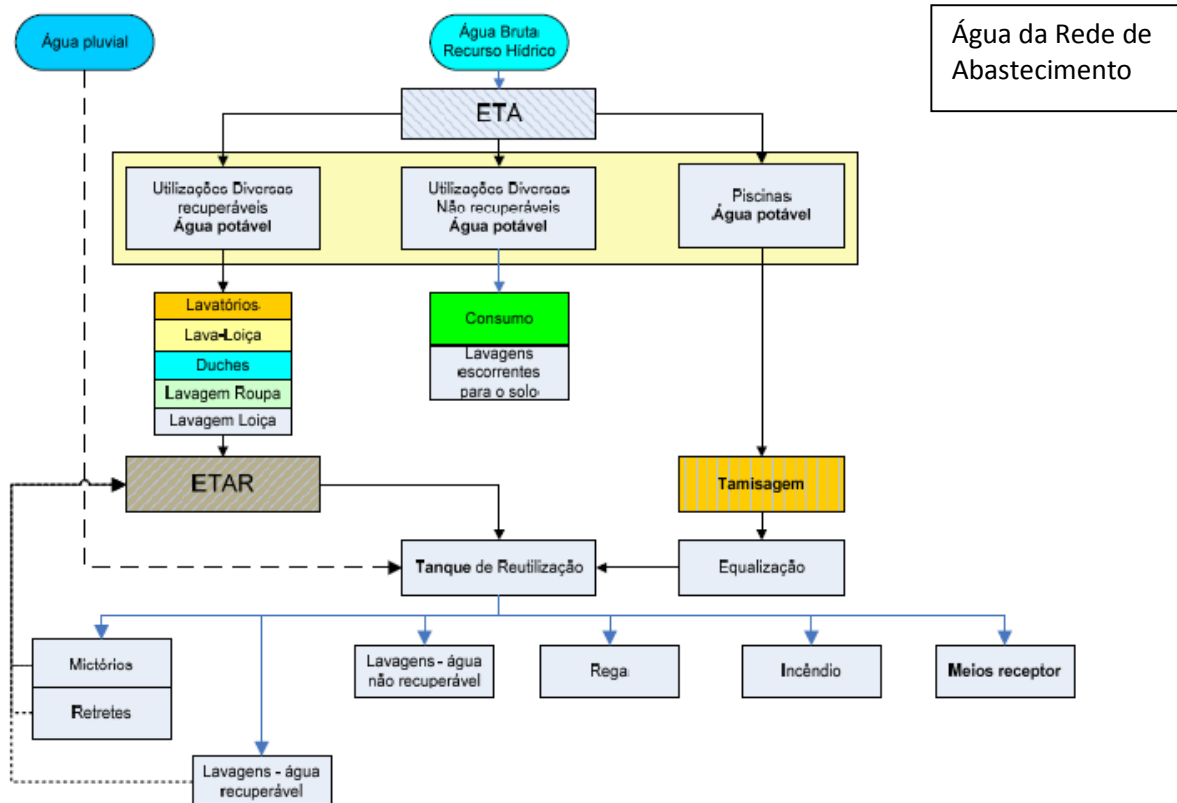 Água pluvial
Água Bruta
Recurso Hídrico
Água da Rede de
Abastecimento
ETA
Utilizações Diversas
recuperáveis
Água potável
Utilizações Diversas
Não recuperáveis
Água potável
Piscinas
Água potável
Lavatórios
Lava-Loiça
Duches
Lavagem Roupa
Lavagem Loiça
Consumo
Lavagens
escorrentes
para o solo
ETAR
Tamisagem
Tanque de Reutilização
Equalização
Mictórios
Retretes
Lavagens - água
não recuperável
Rega
Incêndio
Meios receptor
Lavagens - água
recuperável